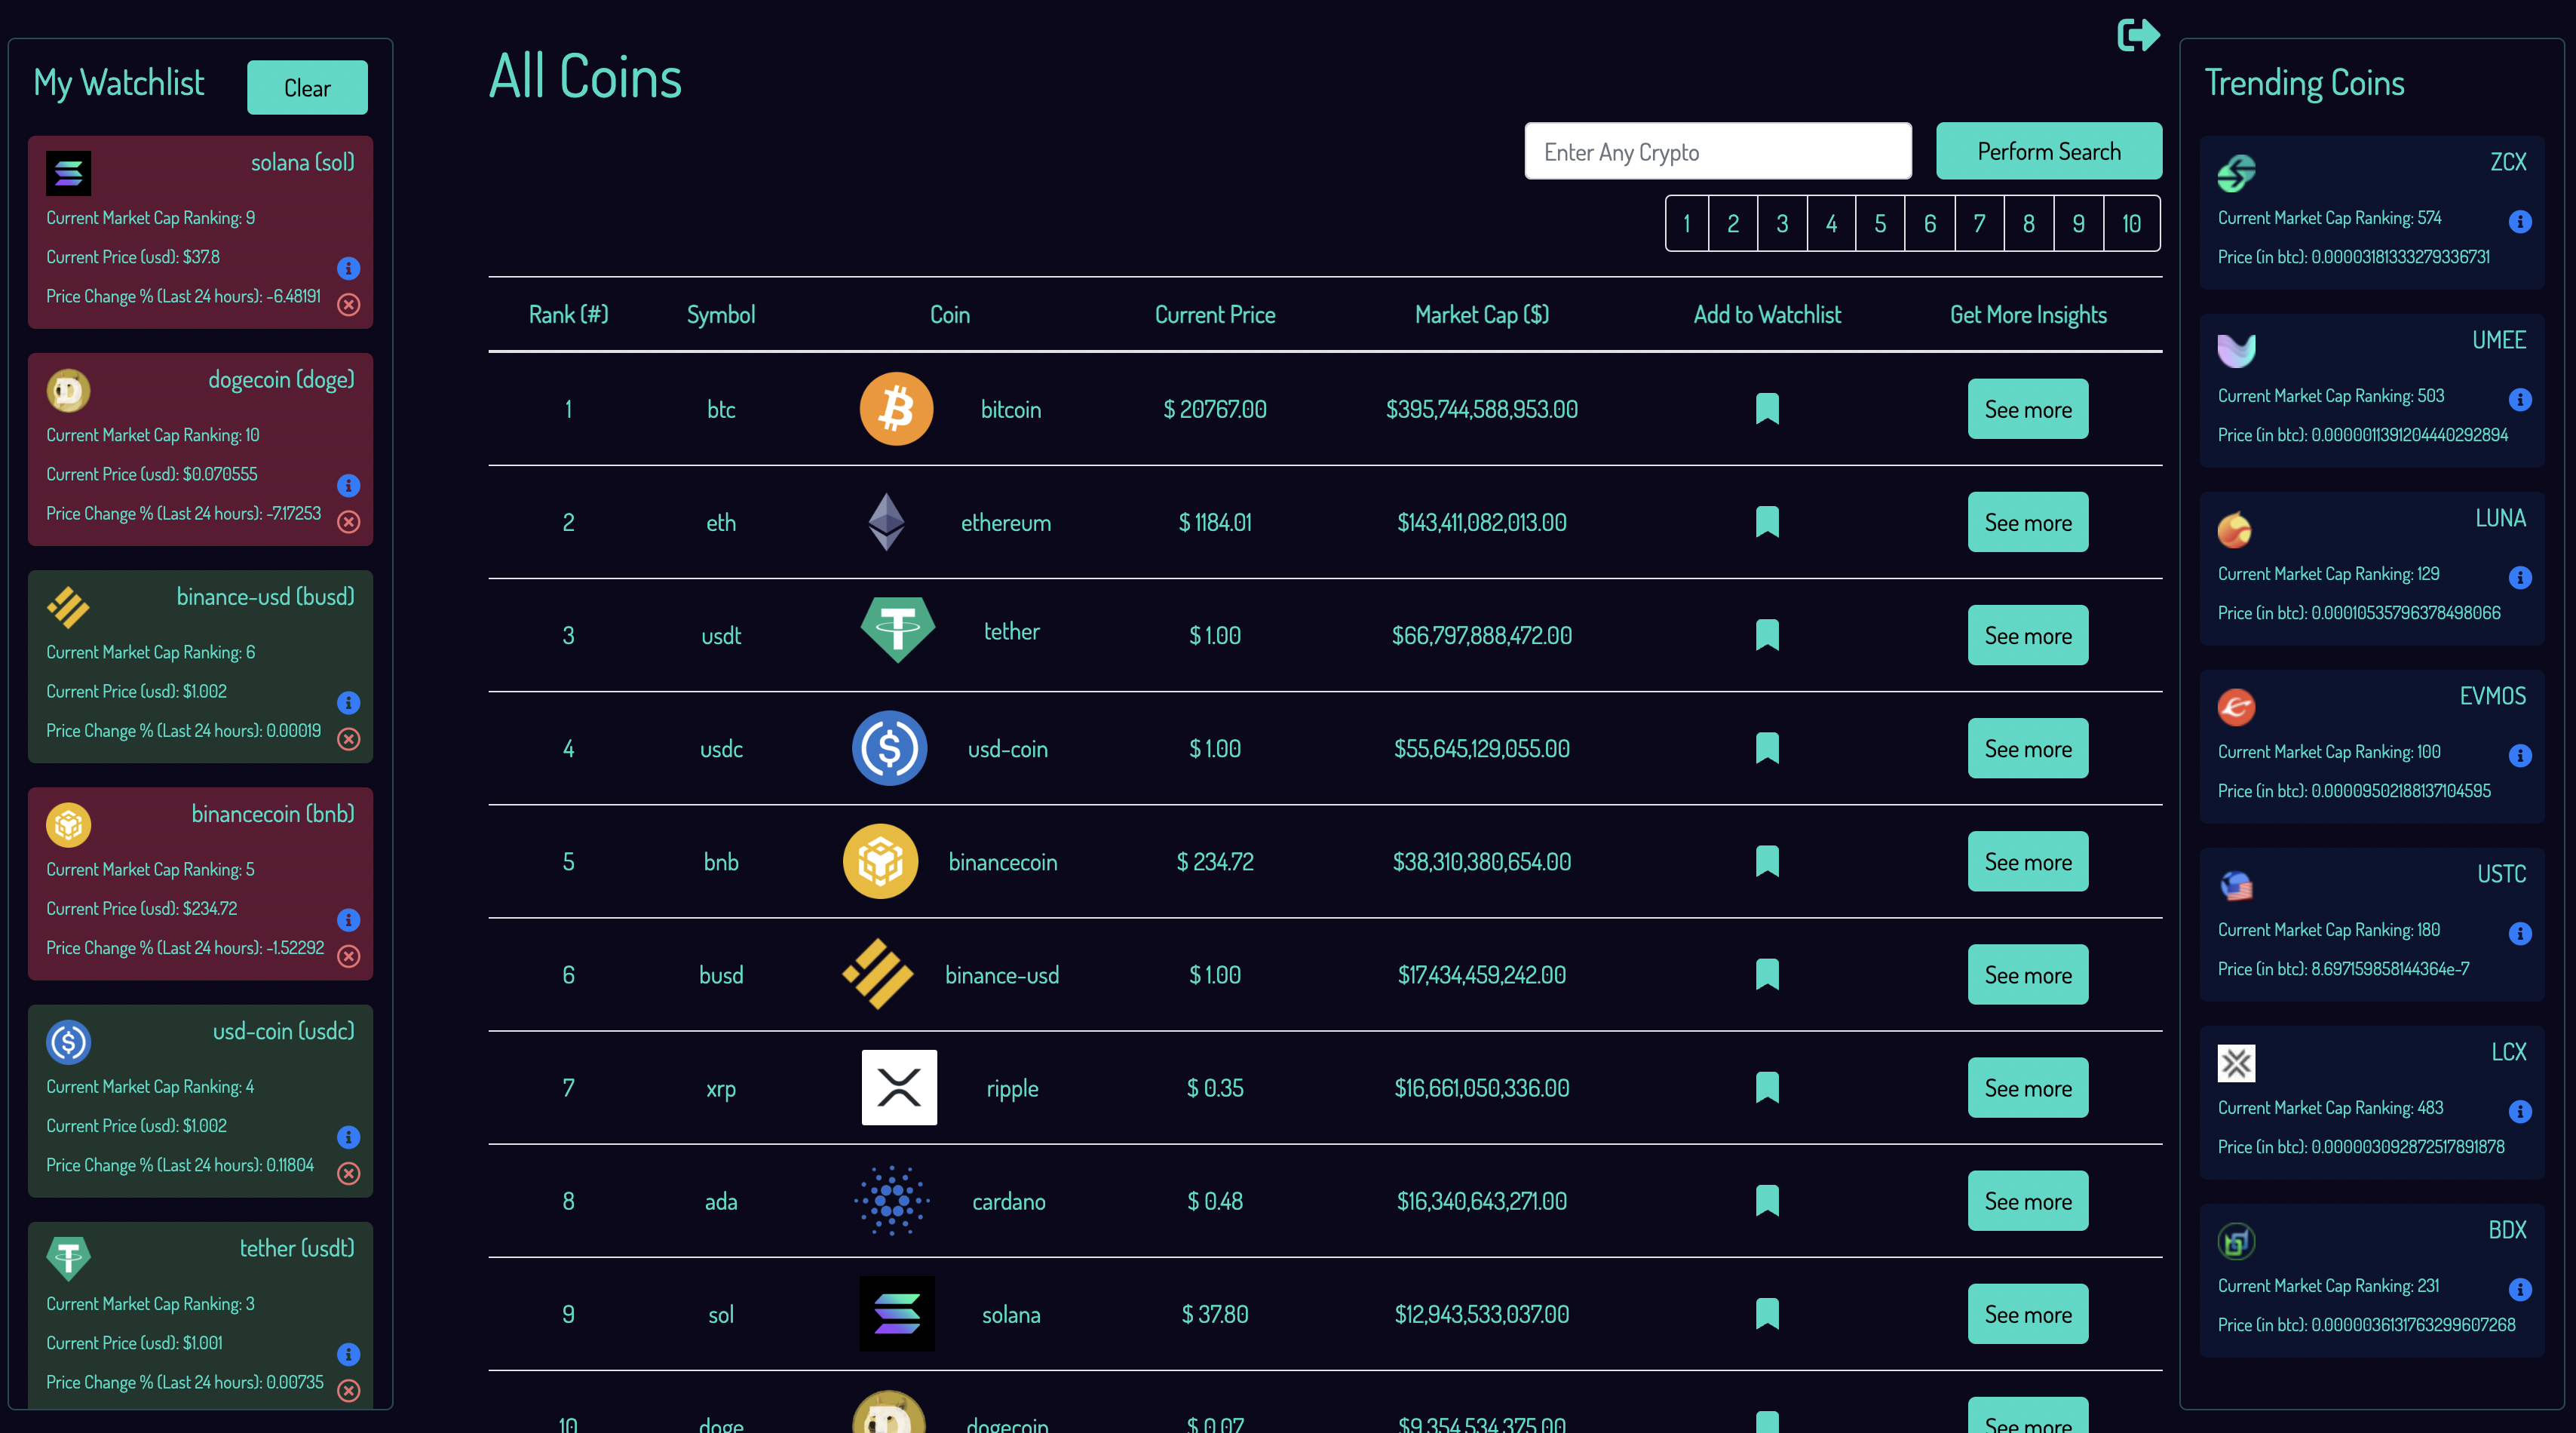 My Watchlist
Clear
solana (sol)
Current Market Cap Ranking: 9
Current Price (usd): $37.8
Price Change % (Last 24 hours): -6.48191
dogecoin (doge)
Current Market Cap Ranking: 10
Current Price (usd): $0.070555
Price Change % (Last 24 hours): -7.17253
binance-usd (busd)
Current Market Cap Ranking: 6
Current Price (usd): $1.002
Price Change % (Last 24 hours): 0.00019
binancecoin (bnb)
Current Market Cap Ranking: 5
Current Price (usd): $234.72
Price Change % (Last 24 hours): -1.52292
usd-coin (usdc)
Current Market Cap Ranking: 4
Current Price (usd): $1.002
Price Change % (Last 24 hours): 0.11804
tether (usdt)
Current Market Cap Ranking: 3
Current Price (usd): $1.001
Price Change % (Last 24 hours): 0.00735
All Coins
Enter Any Crypto
Perform Search
1 2 3 4 5 6 7 8 9 10
Rank (#) Symbol Coin Current Price Market Cap ($) Add to Watchlist Get More Insights
1 btc bitcoin $ 20767.00 $395,744,588,953.00 See more
2 eth ethereum $ 1184.01 $143,411,082,013.00 See more
3 usdt tether $ 1.00 $66,797,888,472.00 See more
4 usdc usd-coin $ 1.00 $55,645,129,055.00 See more
5 bnb binancecoin $ 234.72 $38,310,380,654.00 See more
6 busd binance-usd $ 1.00 $17,434,459,242.00 See more
7 xrp ripple $ 0.35 $16,661,050,336.00 See more
8 ada cardano $ 0.48 $16,340,643,271.00 See more
9 sol solana $ 37.80 $12,943,533,037.00 See more
10 doge dogecoin $ 0.07 $9,354,534,375.00 See more
Trending Coins
ZCX
Current Market Cap Ranking: 574
Price (in btc): 0.00003181333279336731
UMEE
Current Market Cap Ranking: 503
Price (in btc): 0.0000011391204440292894
LUNA
Current Market Cap Ranking: 129
Price (in btc): 0.00010535796378498066
EVMOS
Current Market Cap Ranking: 100
Price (in btc): 0.00009502188137104595
USTC
Current Market Cap Ranking: 180
Price (in btc): 8.697159858144364e-7
LCX
Current Market Cap Ranking: 483
Price (in btc): 0.000003092872517891878
BDX
Current Market Cap Ranking: 231
Price (in btc): 0.0000036131763299607268